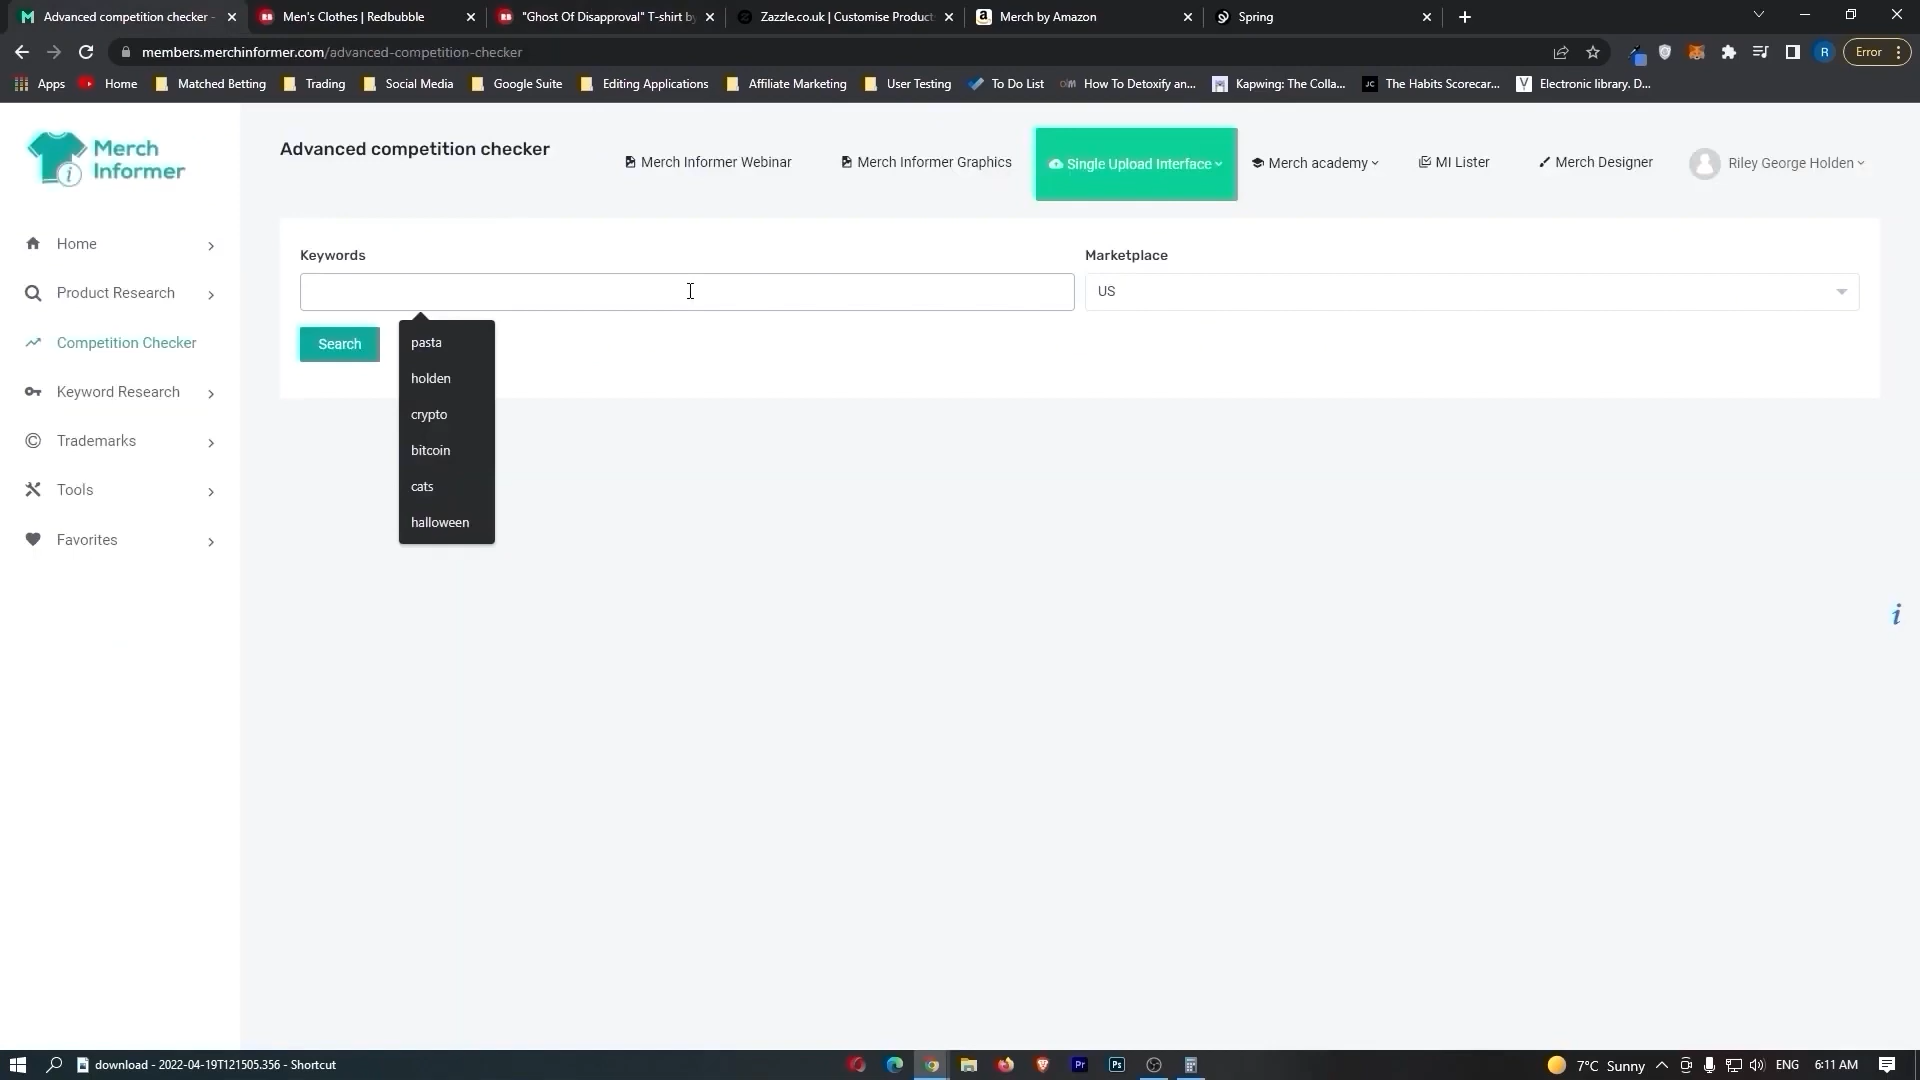 Advanced competition checker -
Men's Clothes | Redbubble
"Ghost Of Disapproval" T-shirt by
Zazzle.co.uk | Customise Product
Merch by Amazon
Spring
members.merchinformer.com/advanced-competition-checker
R
Error
Apps
Home
Matched Betting
Trading
Social Media
Google Suite
Editing Applications
Affiliate Marketing
User Testing
To Do List
How To Detoxify an...
Kapwing: The Colla...
The Habits Scorecar...
Electronic library. D...
Merch
Informer
Advanced competition checker
Merch Informer Webinar
Merch Informer Graphics
Single Upload Interface
Merch academy
MI Lister
Merch Designer
Riley George Holden
Home
Product Research
Competition Checker
Keyword Research
Trademarks
Tools
Favorites
Keywords
Marketplace
US
Search
pasta
holden
crypto
bitcoin
cats
halloween
download - 2022-04-19T121505.356 - Shortcut
Pr
Ps
7°C Sunny
ENG
6:11 AM